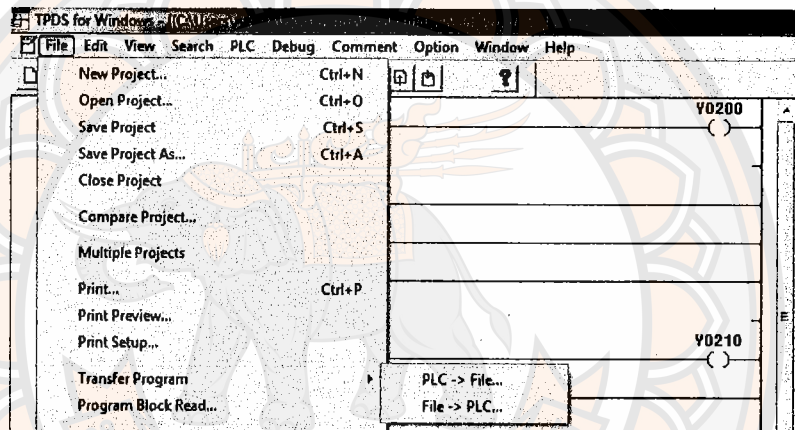 TPDS for Windows
File Edit View Search PLC Debug Comment Option Window Help
New Project... Ctrl+N
Open Project... Ctrl+O
Save Project Ctrl+S
Save Project As... Ctrl+A
Close Project
Compare Project...
Multiple Projects
Print... Ctrl+P
Print Preview...
Print Setup...
Transfer Program
PLC -> File...
Program Block Read...
File -> PLC...
Y0200
Y0210